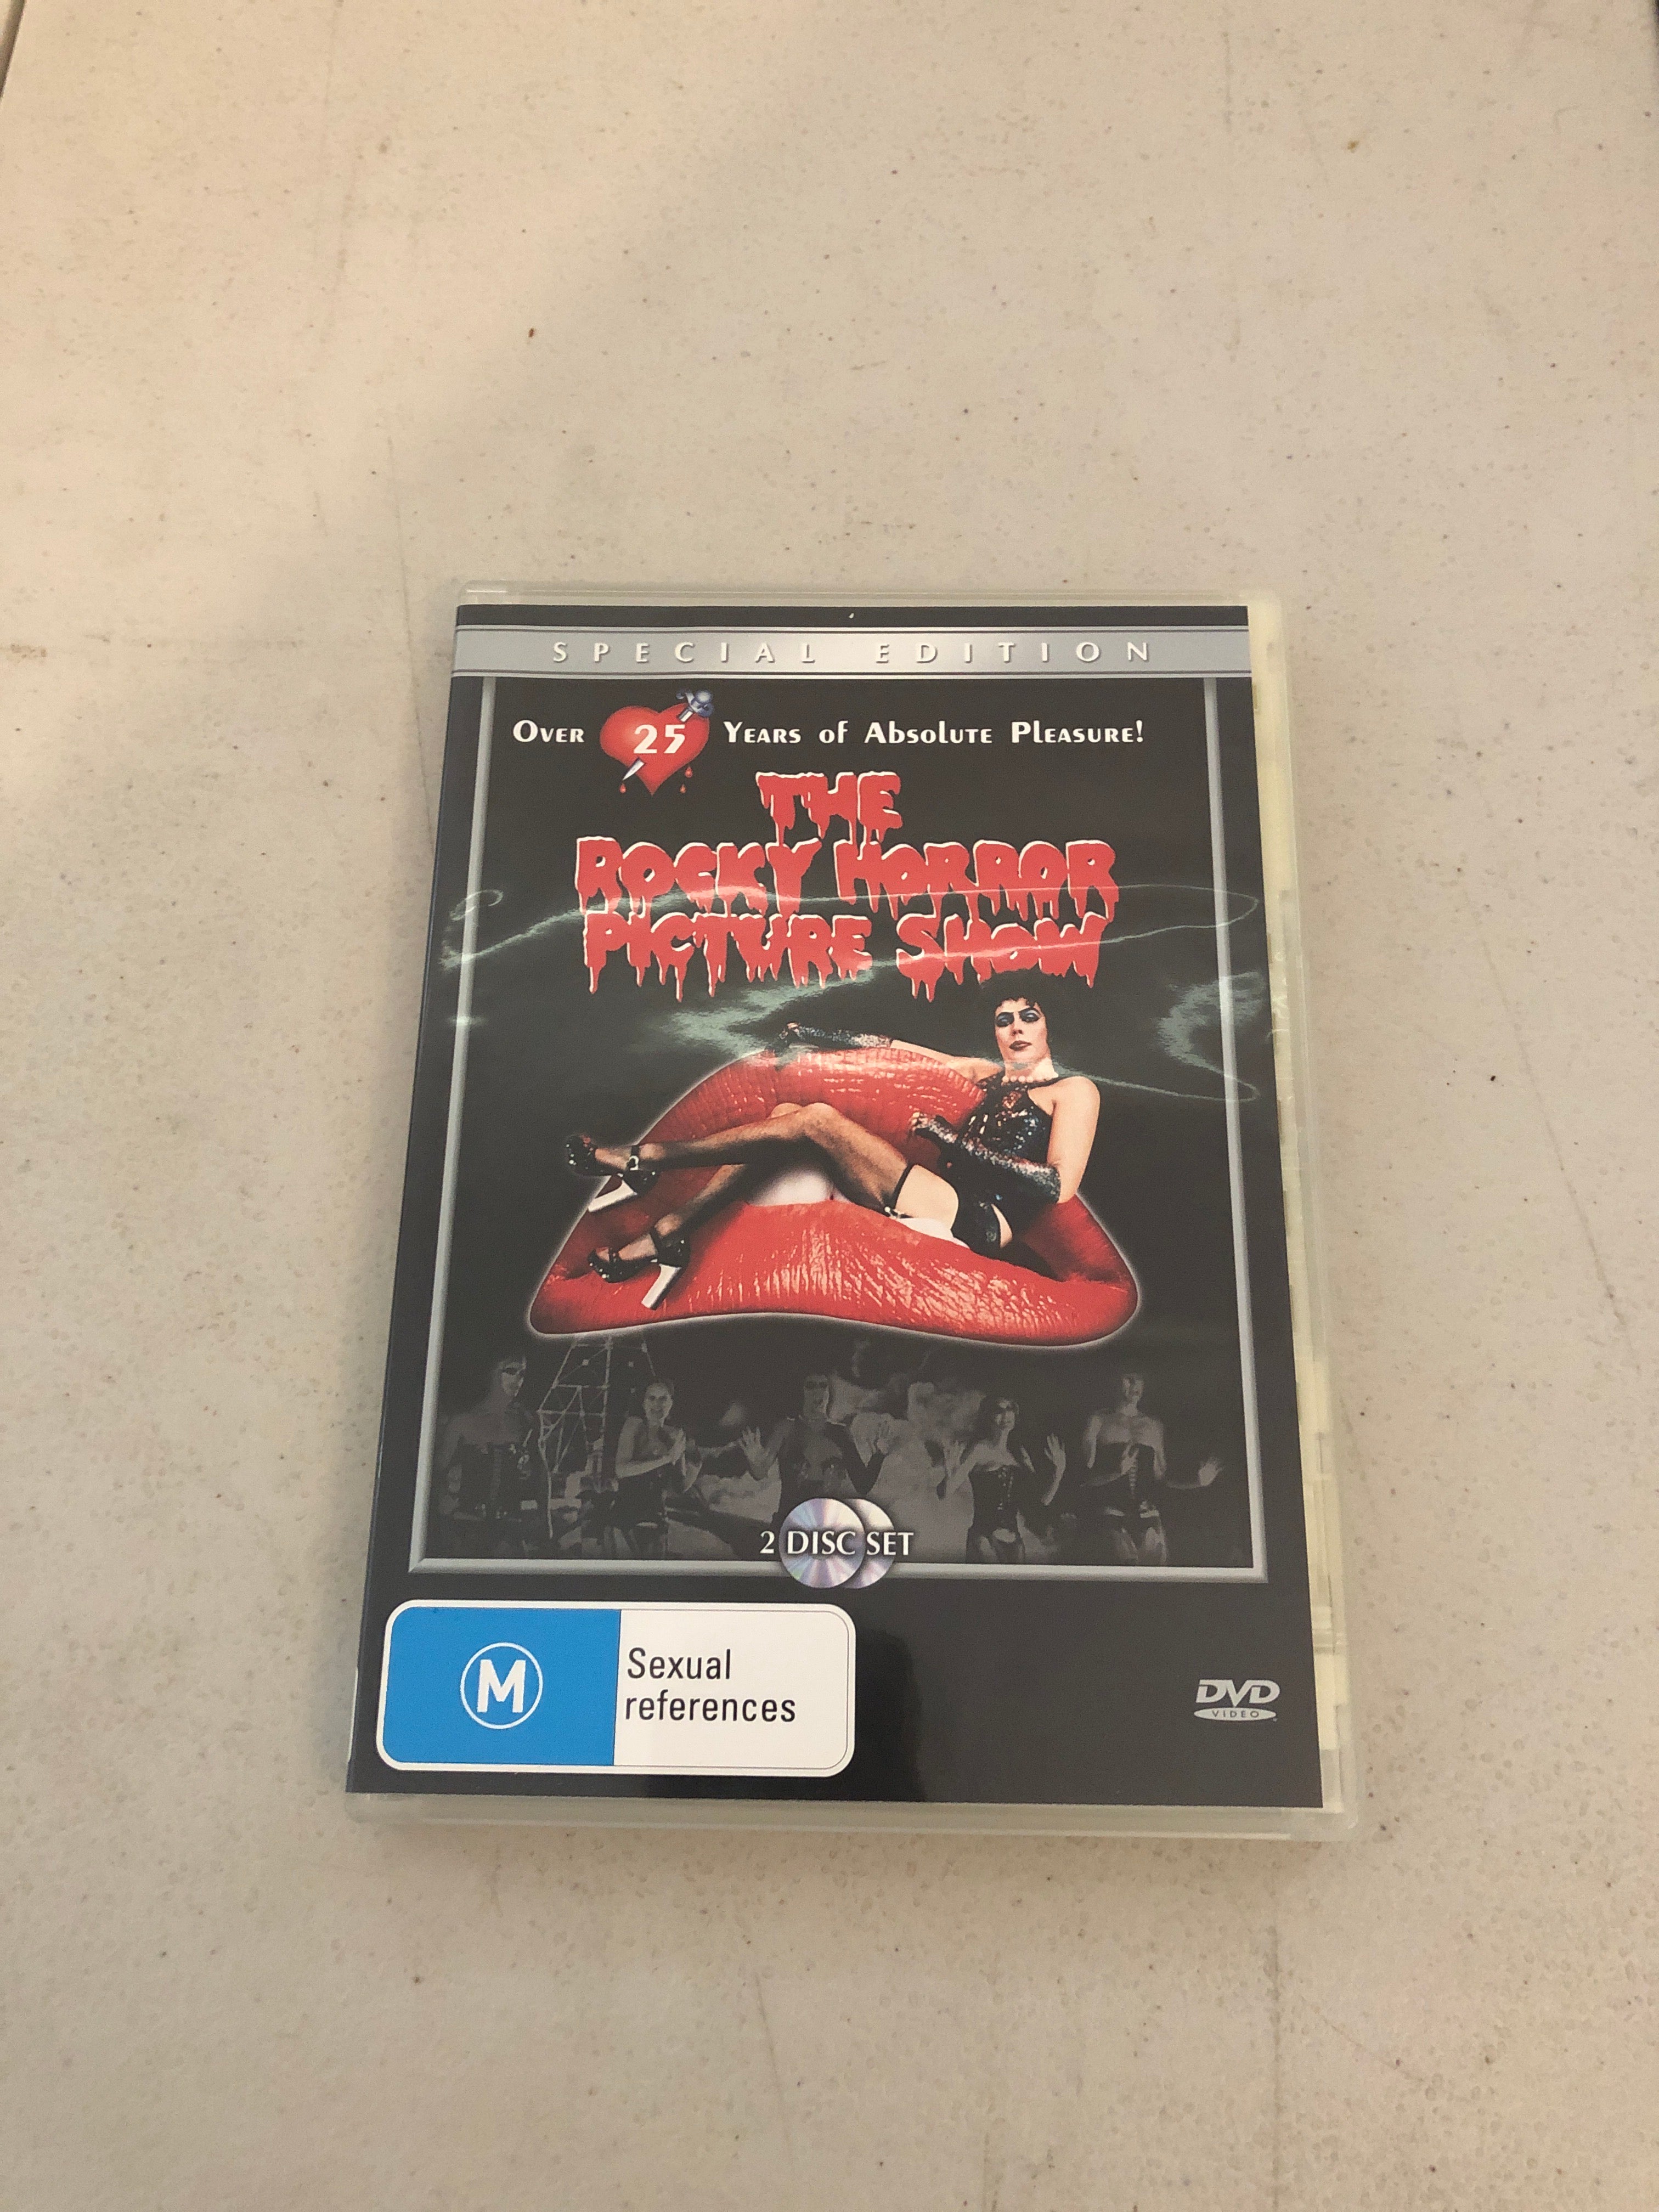 SPECIAL EDITION
Over 25 Years of Absolute Pleasure!
THE
ROCKY HORROR
PICTURE SHOW
2 DISC SET
M
Sexual
references
DVD
VIDEO